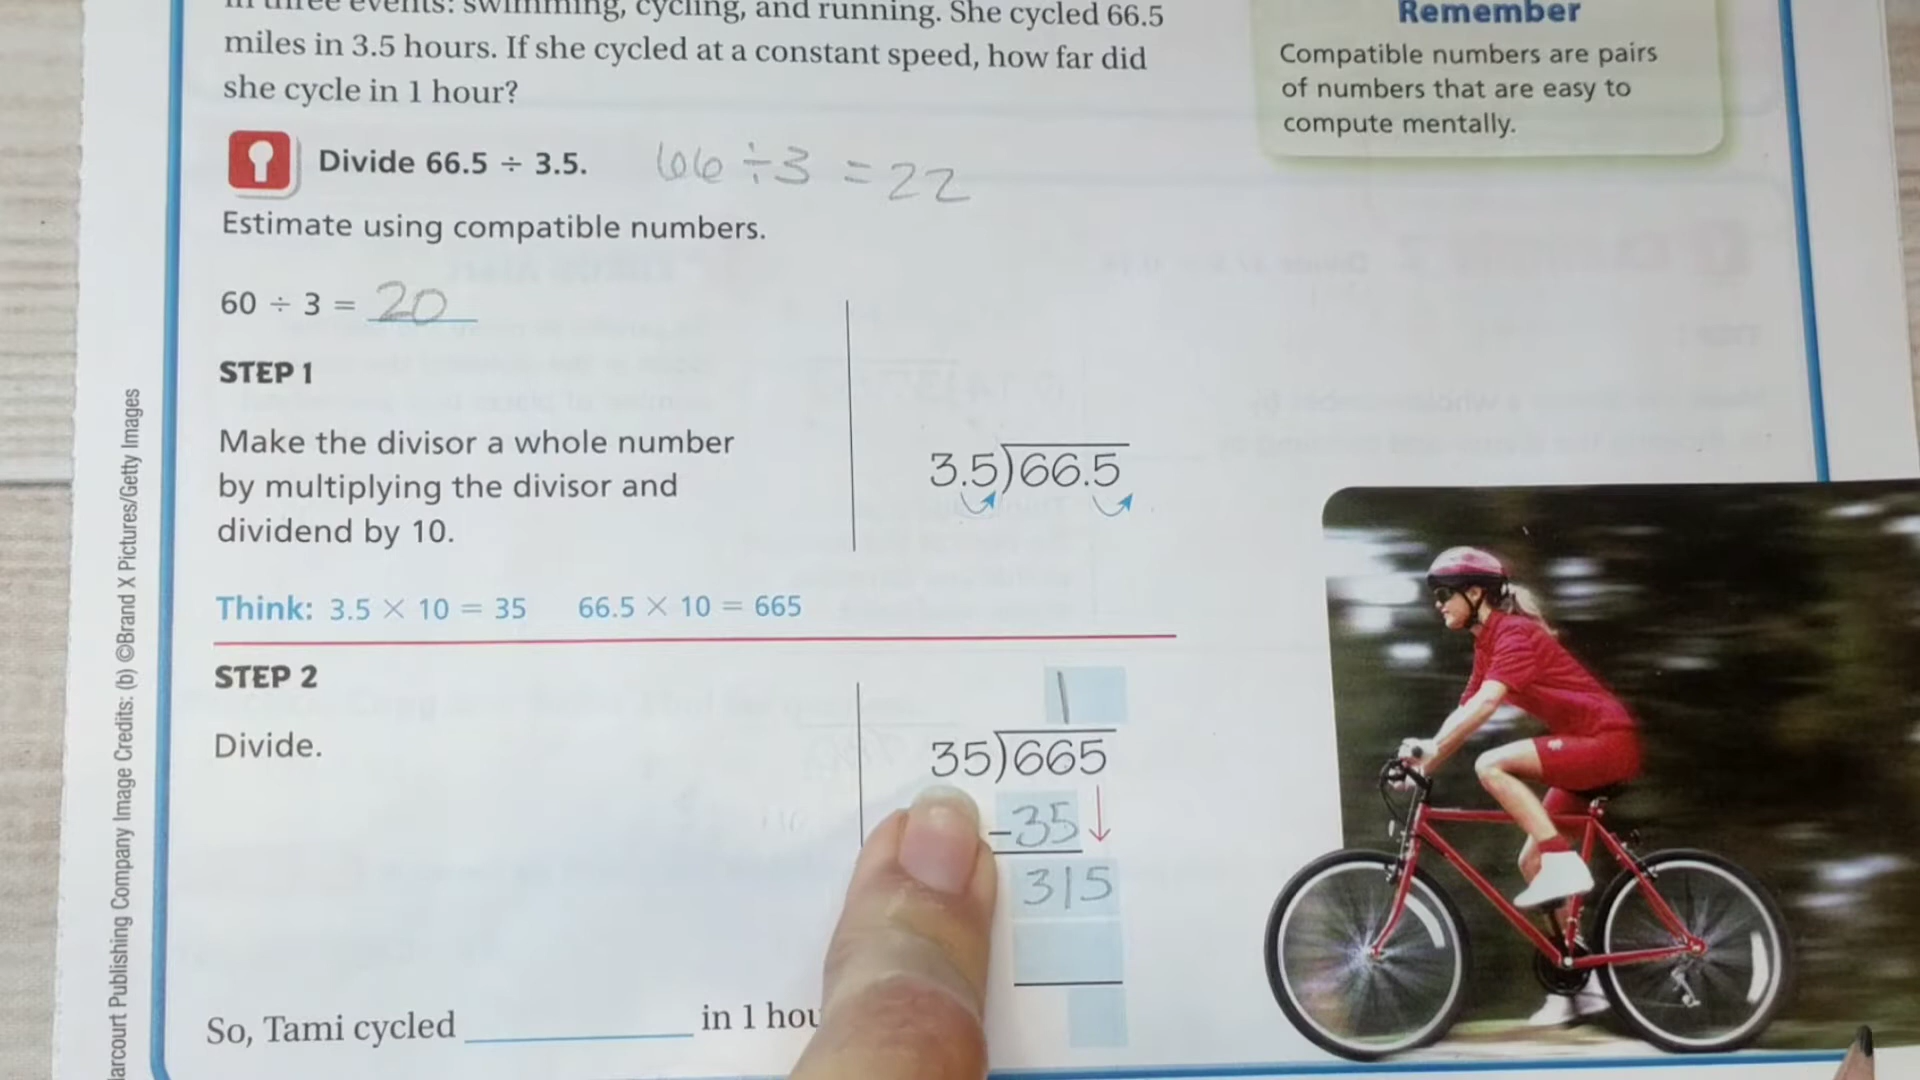 in three events: swimming, cycling, and running. She cycled 66.5
miles in 3.5 hours. If she cycled at a constant speed, how far did
she cycle in 1 hour?
Remember
Compatible numbers are pairs
of numbers that are easy to
compute mentally.
Divide 66.5 ÷ 3.5. 66 ÷ 3 = 22
Estimate using compatible numbers.
60 ÷ 3 = 20
STEP 1
Make the divisor a whole number
by multiplying the divisor and
dividend by 10.
3.5)66.5
Think: 3.5 × 10 = 35 66.5 × 10 = 665
STEP 2
Divide.
1
35)665
−35
315
So, Tami cycled ________ in 1 hou
arcourt Publishing Company Image Credits: (b) ©Brand X Pictures/Getty Images